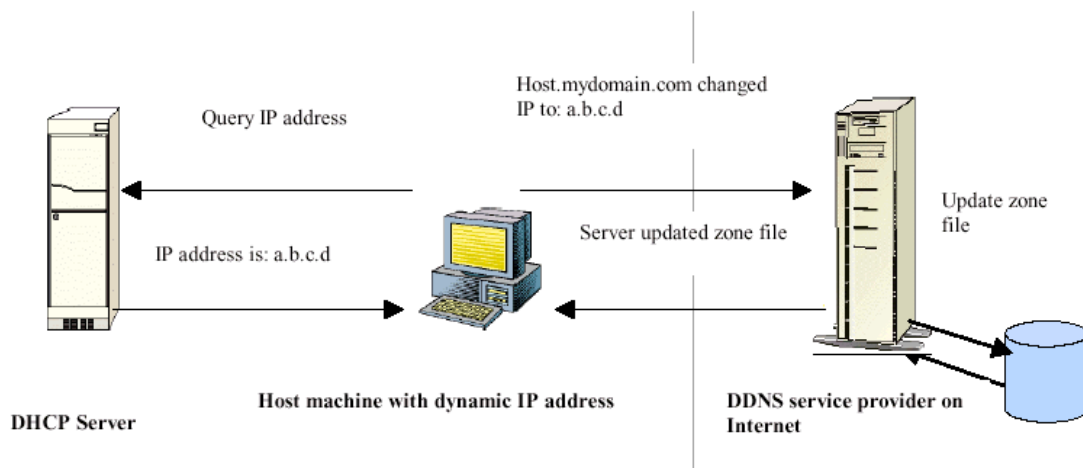 Host.mydomain.com changed
IP to: a.b.c.d
Query IP address
Update zone
file
Server updated zone file
IP address is: a.b.c.d
Host machine with dynamic IP address
DDNS service provider on
Internet
DHCP Server